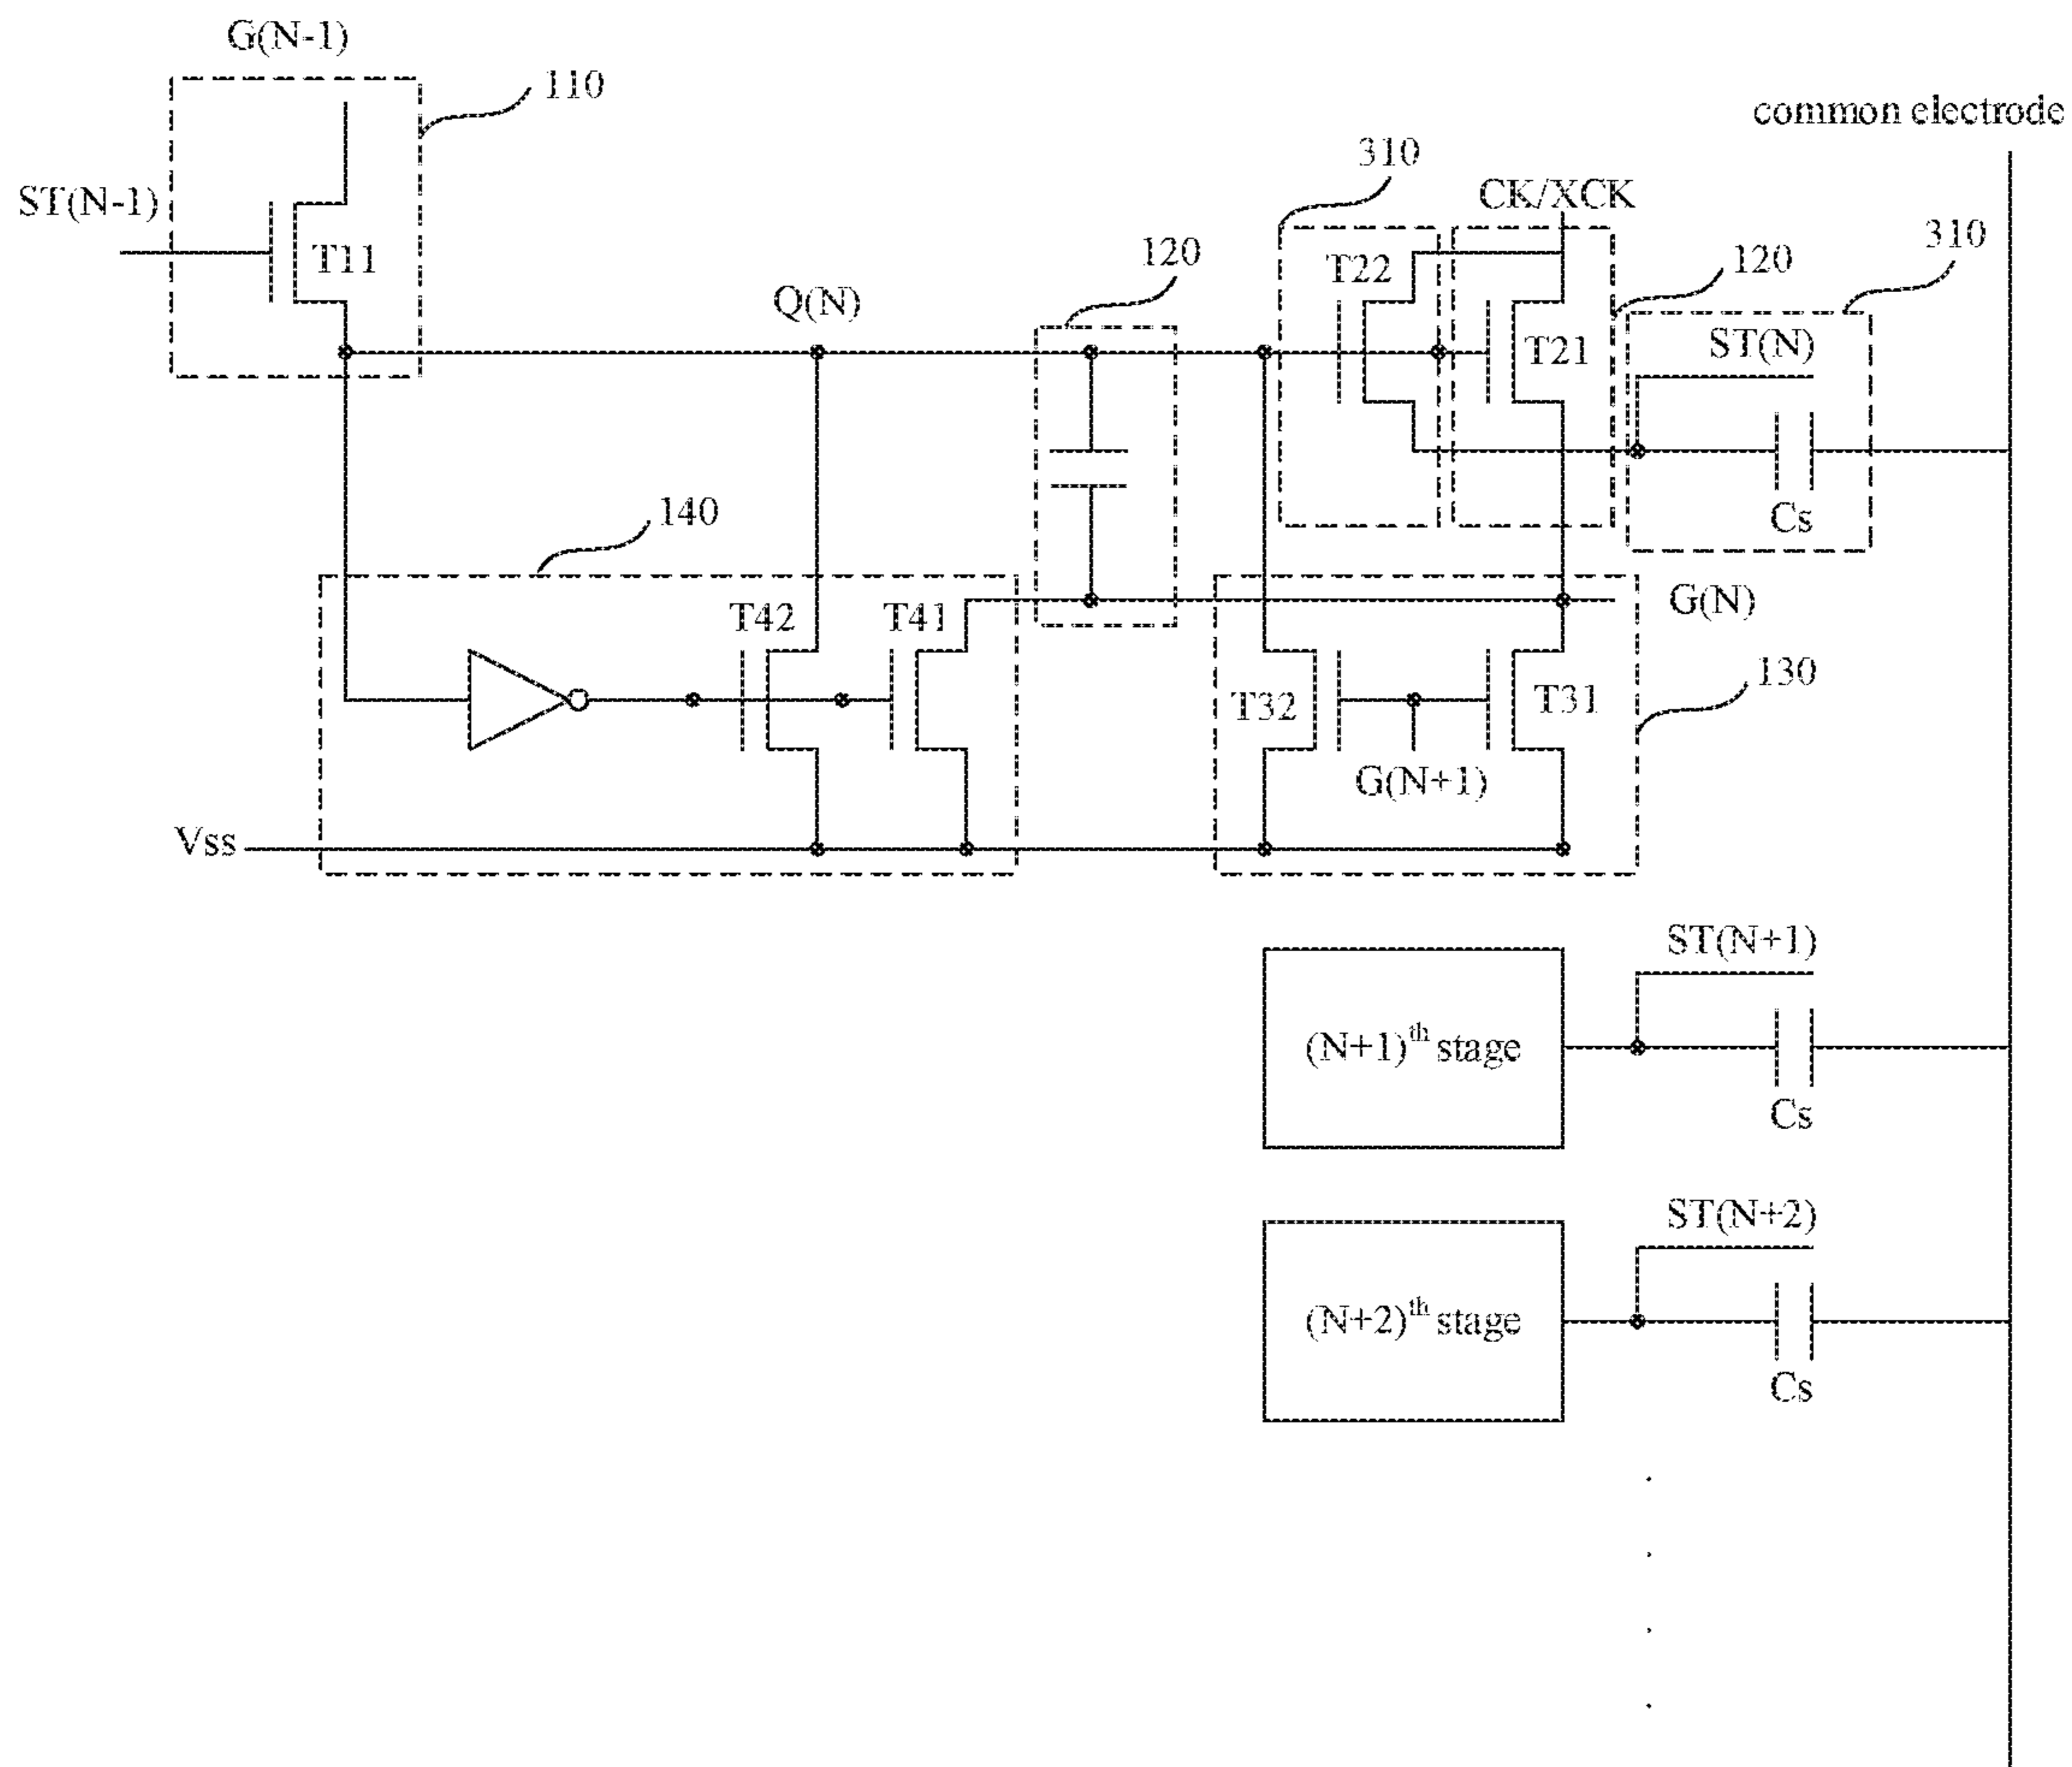 G(N-1)
110
common electrode
ST(N-1)
T11
310
CK/XCK
310
120
T22
120
Q(N)
T21
ST(N)
Cs
140
T42
T41
G(N)
T32
T31
130
G(N+1)
Vss
ST(N+1)
(N+1)th stage
Cs
ST(N+2)
(N+2)th stage
Cs